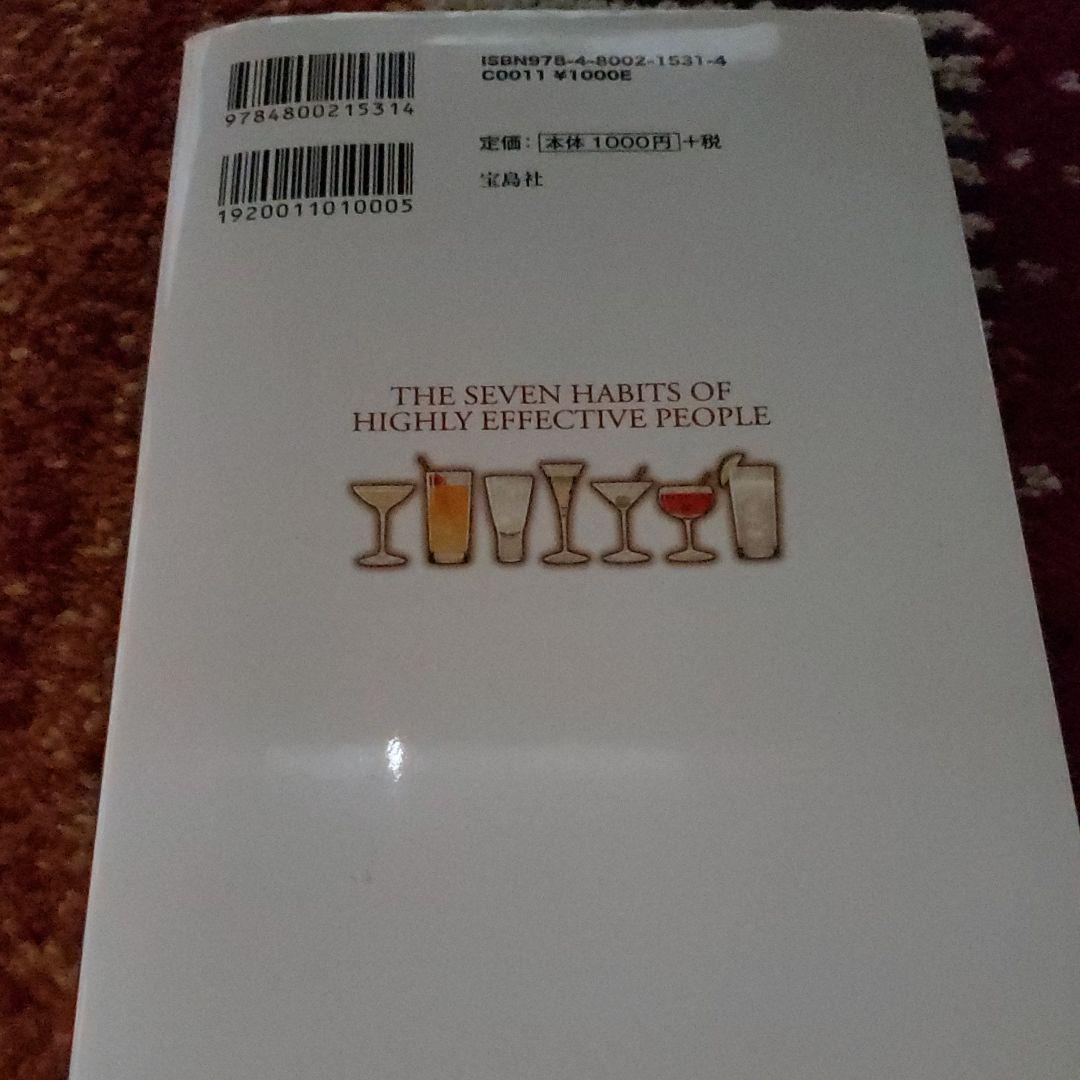 9784800215314
1920011010005
ISBN978-4-8002-1531-4
C0011 ¥1000E
定価：本体1000円+税
宝島社
THE SEVEN HABITS OF
HIGHLY EFFECTIVE PEOPLE